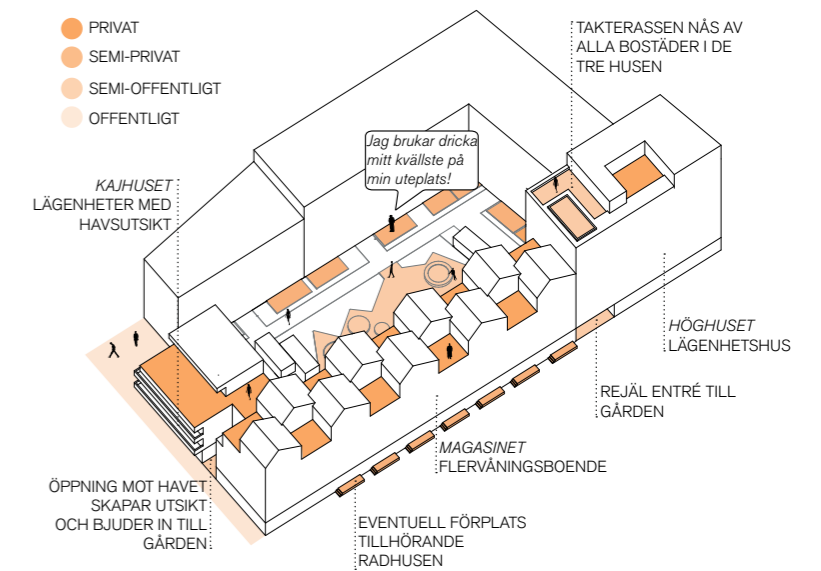 PRIVAT
SEMI-PRIVAT
SEMI-OFFENTLIGT
OFFENTLIGT
TAKTERASSEN NÅS AV
ALLA BOSTÄDER I DE
TRE HUSEN
Jag brukar dricka
mitt kvällste på
min uteplats!
KAJHUSET
LÄGENHETER MED
HAVSUTSIKT
HÖGHUSET
LÄGENHETSHUS
REJÄL ENTRÉ TILL
GÅRDEN
MAGASINET
FLERVÅNINGSBOENDE
ÖPPNING MOT HAVET
SKAPAR UTSIKT
OCH BJUDER IN TILL
GÅRDEN
EVENTUELL FÖRPLATS
TILLHÖRANDE
RADHUSEN